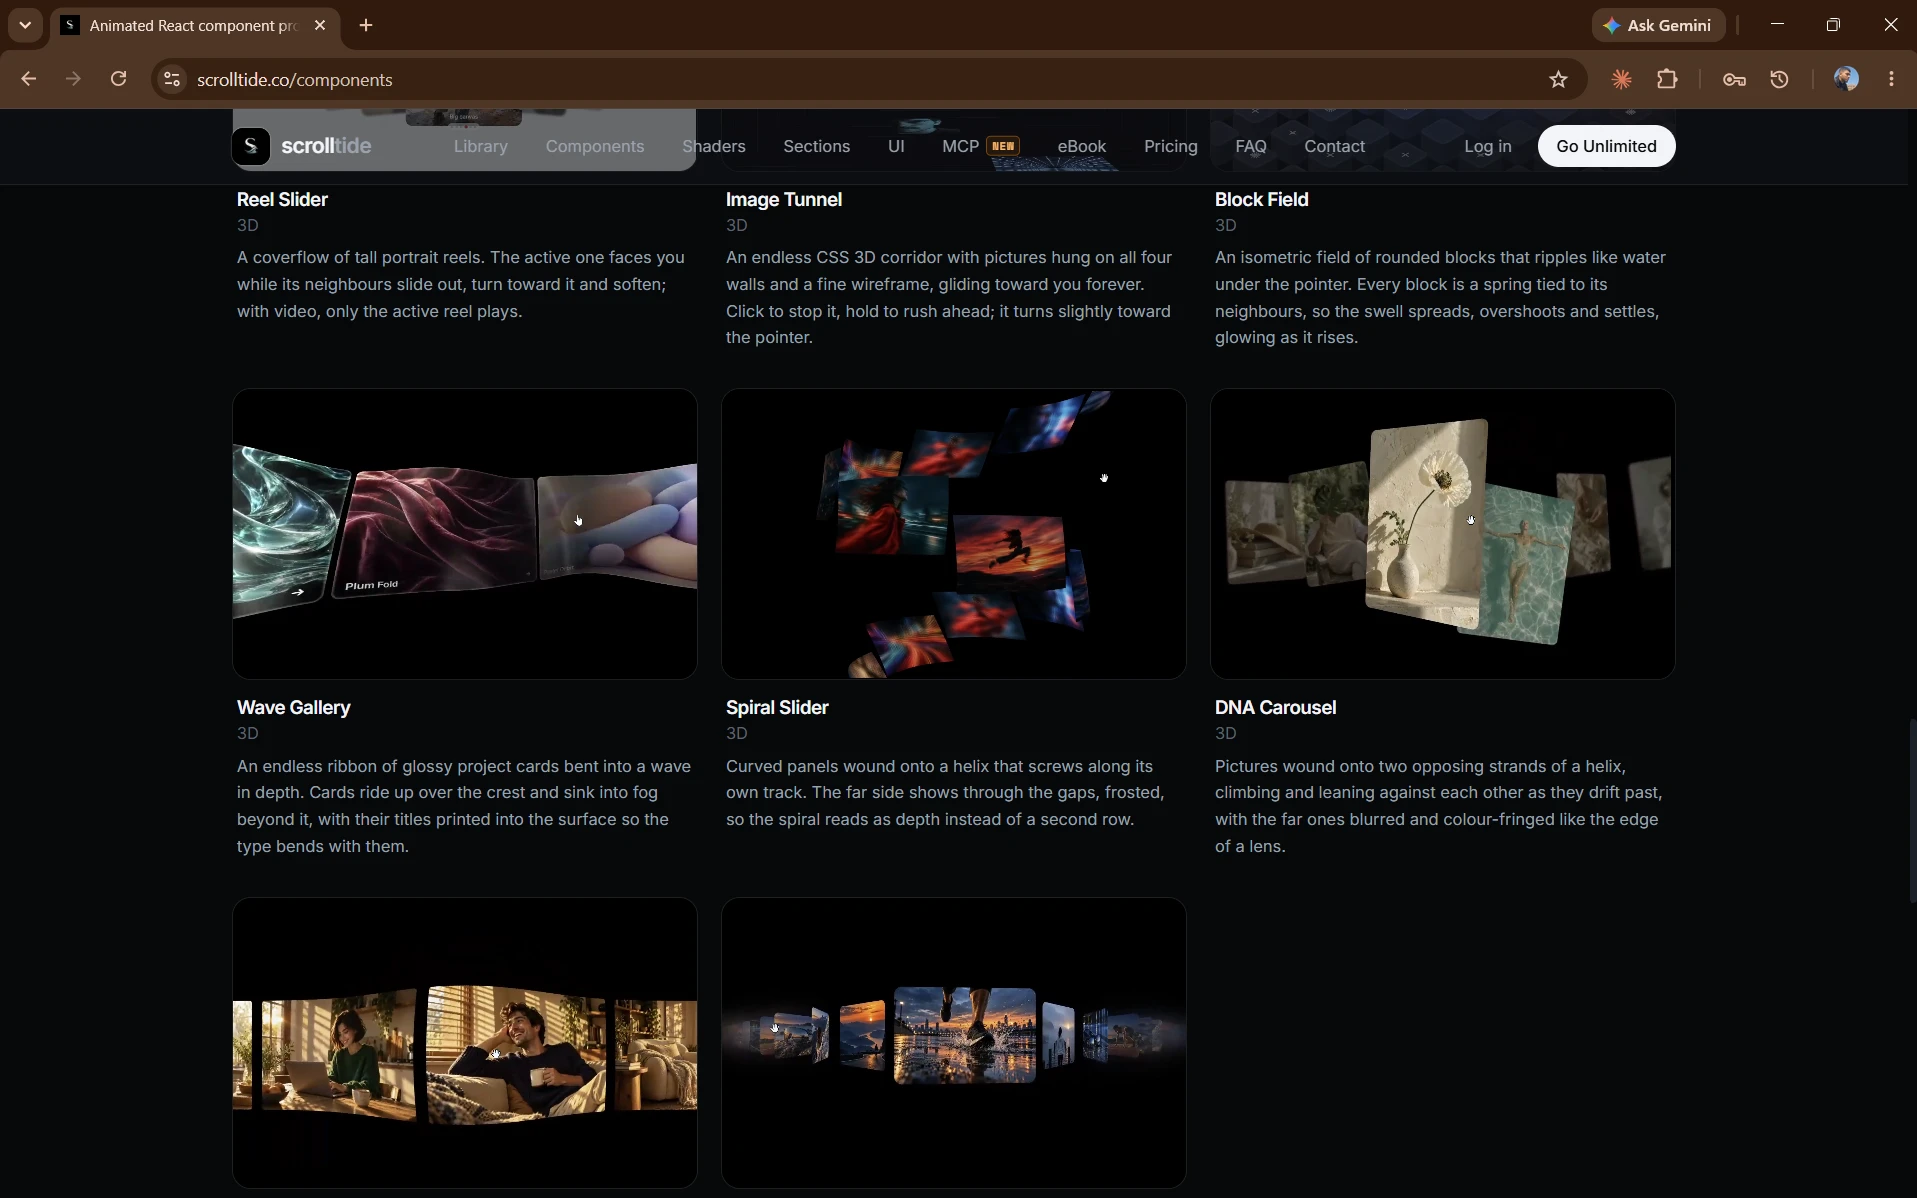 Animated React component pr
Ask Gemini
scrolltide.co/components
scrolltide
Library
Components
Shaders
Sections
UI
MCP NEW
eBook
Pricing
FAQ
Contact
Log in
Go Unlimited
Reel Slider
3D
A coverflow of tall portrait reels. The active one faces you
while its neighbours slide out, turn toward it and soften;
with video, only the active reel plays.
Image Tunnel
3D
An endless CSS 3D corridor with pictures hung on all four
walls and a fine wireframe, gliding toward you forever.
Click to stop it, hold to rush ahead; it turns slightly toward
the pointer.
Block Field
3D
An isometric field of rounded blocks that ripples like water
under the pointer. Every block is a spring tied to its
neighbours, so the swell spreads, overshoots and settles,
glowing as it rises.
Plum Fold
Wave Gallery
3D
An endless ribbon of glossy project cards bent into a wave
in depth. Cards ride up over the crest and sink into fog
beyond it, with their titles printed into the surface so the
type bends with them.
Spiral Slider
3D
Curved panels wound onto a helix that screws along its
own track. The far side shows through the gaps, frosted,
so the spiral reads as depth instead of a second row.
DNA Carousel
3D
Pictures wound onto two opposing strands of a helix,
climbing and leaning against each other as they drift past,
with the far ones blurred and colour-fringed like the edge
of a lens.